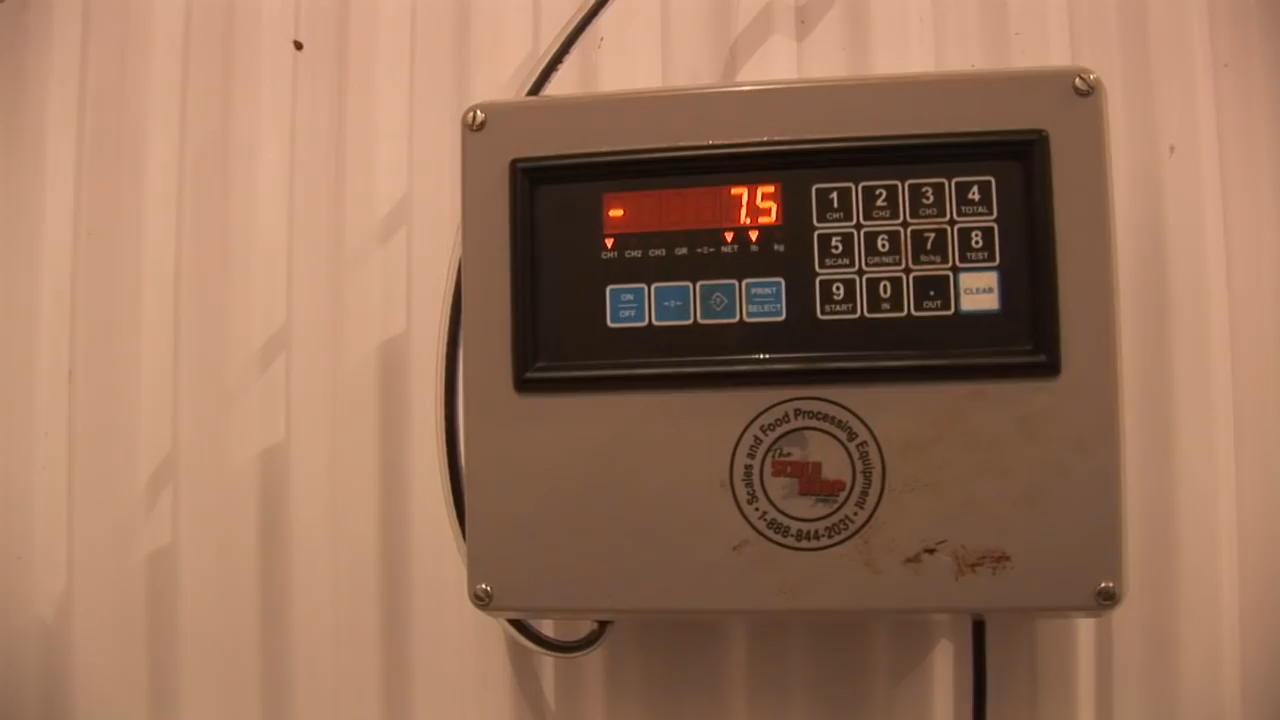 - 7.5
CH1 CH2 CH3 GR →0← NET lb kg
ON
OFF
→0←
T
PRINT
SELECT
1
CH1
2
CH2
3
CH3
4
TOTAL
5
SCAN
6
GR/NET
7
lb/kg
8
TEST
9
START
0
IN
.
OUT
CLEAR
Scales and Food Processing Equipment
The
• 1-888-844-2031 •